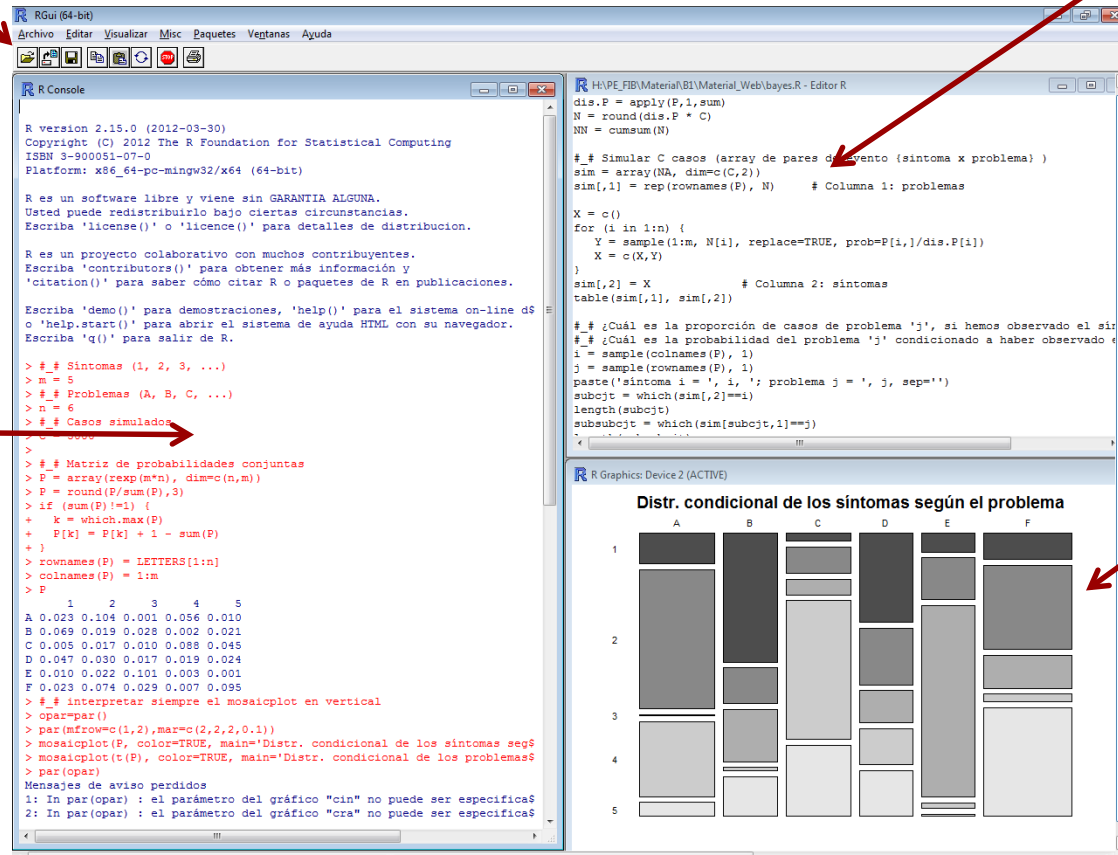 RGui (64-bit)
Archivo Editar Visualizar Misc Paquetes Ventanas Ayuda
STOP
R Console
R version 2.15.0 (2012-03-30)
Copyright (C) 2012 The R Foundation for Statistical Computing
ISBN 3-900051-07-0
Platform: x86_64-pc-mingw32/x64 (64-bit)
R es un software libre y viene sin GARANTIA ALGUNA.
Usted puede redistribuirlo bajo ciertas circunstancias.
Escriba 'license()' o 'licence()' para detalles de distribucion.
R es un proyecto colaborativo con muchos contribuyentes.
Escriba 'contributors()' para obtener más información y
'citation()' para saber cómo citar R o paquetes de R en publicaciones.
Escriba 'demo()' para demostraciones, 'help()' para el sistema on-line d$
o 'help.start()' para abrir el sistema de ayuda HTML con su navegador.
Escriba 'q()' para salir de R.
> #_# Síntomas (1, 2, 3, ...)
> m = 5
> #_# Problemas (A, B, C, ...)
> n = 6
> #_# Casos simulados
>
> #_# Matriz de probabilidades conjuntas
> P = array(rexp(m*n), dim=c(n,m))
> P = round(P/sum(P),3)
> if (sum(P)!=1) {
+   k = which.max(P)
+   P[k] = P[k] + 1 - sum(P)
+ }
> rownames(P) = LETTERS[1:n]
> colnames(P) = 1:m
> P
1 2 3 4 5
A 0.023 0.104 0.001 0.056 0.010
B 0.069 0.019 0.028 0.002 0.021
C 0.005 0.017 0.010 0.088 0.045
D 0.047 0.030 0.017 0.019 0.024
E 0.010 0.022 0.101 0.003 0.001
F 0.023 0.074 0.029 0.007 0.095
> #_# interpretar siempre el mosaicplot en vertical
> opar=par()
> par(mfrow=c(1,2),mar=c(2,2,2,0.1))
> mosaicplot(P, color=TRUE, main='Distr. condicional de los síntomas seg$
> mosaicplot(t(P), color=TRUE, main='Distr. condicional de los problemas$
> par(opar)
Mensajes de aviso perdidos
1: In par(opar) : el parámetro del gráfico "cin" no puede ser especifica$
2: In par(opar) : el parámetro del gráfico "cra" no puede ser especifica$
H:\PE_FIB\Material\B1\Material_Web\bayes.R - Editor R
dis.P = apply(P,1,sum)
N = round(dis.P * C)
NN = cumsum(N)
#_# Simular C casos (array de pares de evento {sintoma x problema} )
sim = array(NA, dim=c(C,2))
sim[,1] = rep(rownames(P), N) # Columna 1: problemas
X = c()
for (i in 1:n) {
Y = sample(1:m, N[i], replace=TRUE, prob=P[i,]/dis.P[i])
X = c(X,Y)
}
sim[,2] = X # Columna 2: síntomas
table(sim[,1], sim[,2])
#_# ¿Cuál es la proporción de casos de problema 'j', si hemos observado el
#_# ¿Cuál es la probabilidad del problema 'j' condicionado a haber observado
i = sample(colnames(P), 1)
j = sample(rownames(P), 1)
paste('síntoma i = ', i, '; problema j = ', j, sep='')
subcjt = which(sim[,2]==i)
length(subcjt)
subsubcjt = which(sim[subcjt,1]==j)
R Graphics: Device 2 (ACTIVE)
Distr. condicional de los síntomas según el problema
A B C D E F
1
2
3
4
5